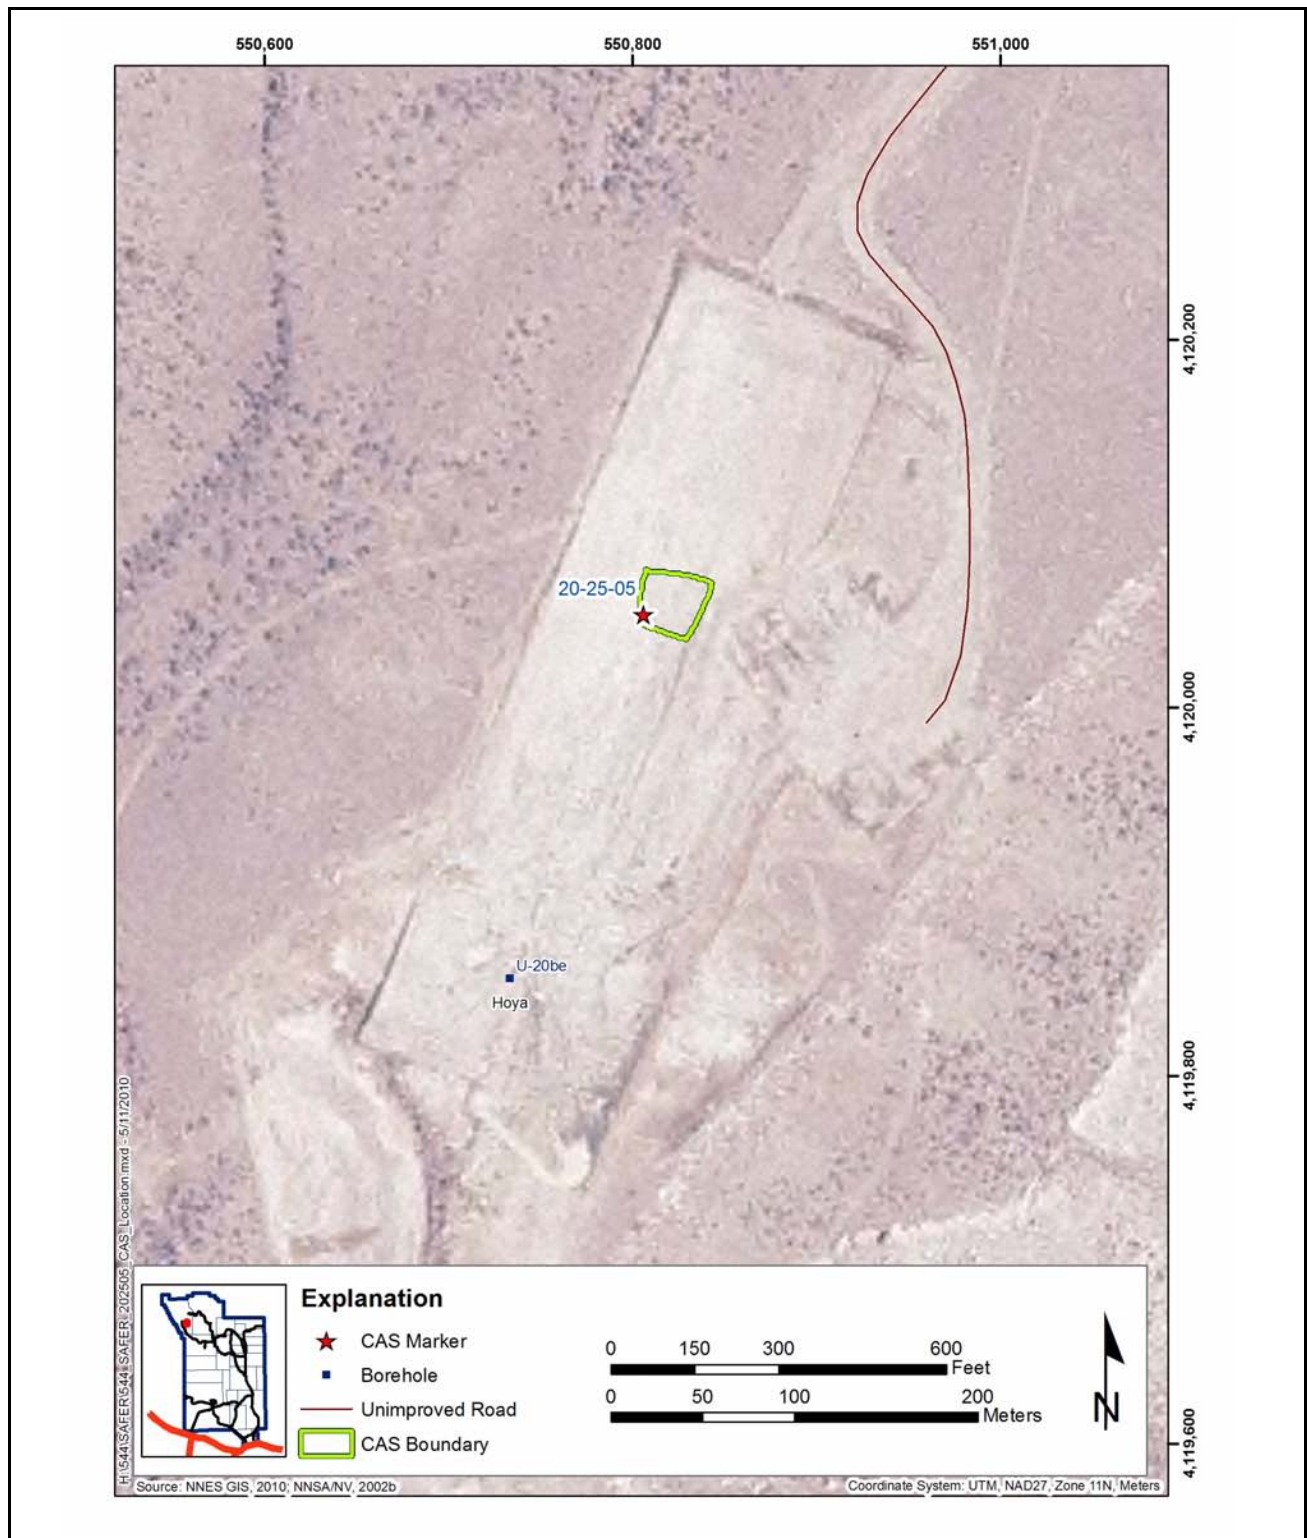 550,600
550,800
551,000
4,120,200
20-25-05
4,120,000
U-20be
Hoya
4,119,800
H:\544\SAFER\544_SAFER_202505_CAS_Location.mxd - 5/11/2010
Explanation
CAS Marker
Borehole
Unimproved Road
CAS Boundary
0 150 300 600
Feet
0 50 100 200
Meters
N
4,119,600
Source: NNES GIS, 2010; NNSA/NV, 2002b
Coordinate System: UTM, NAD27, Zone 11N, Meters